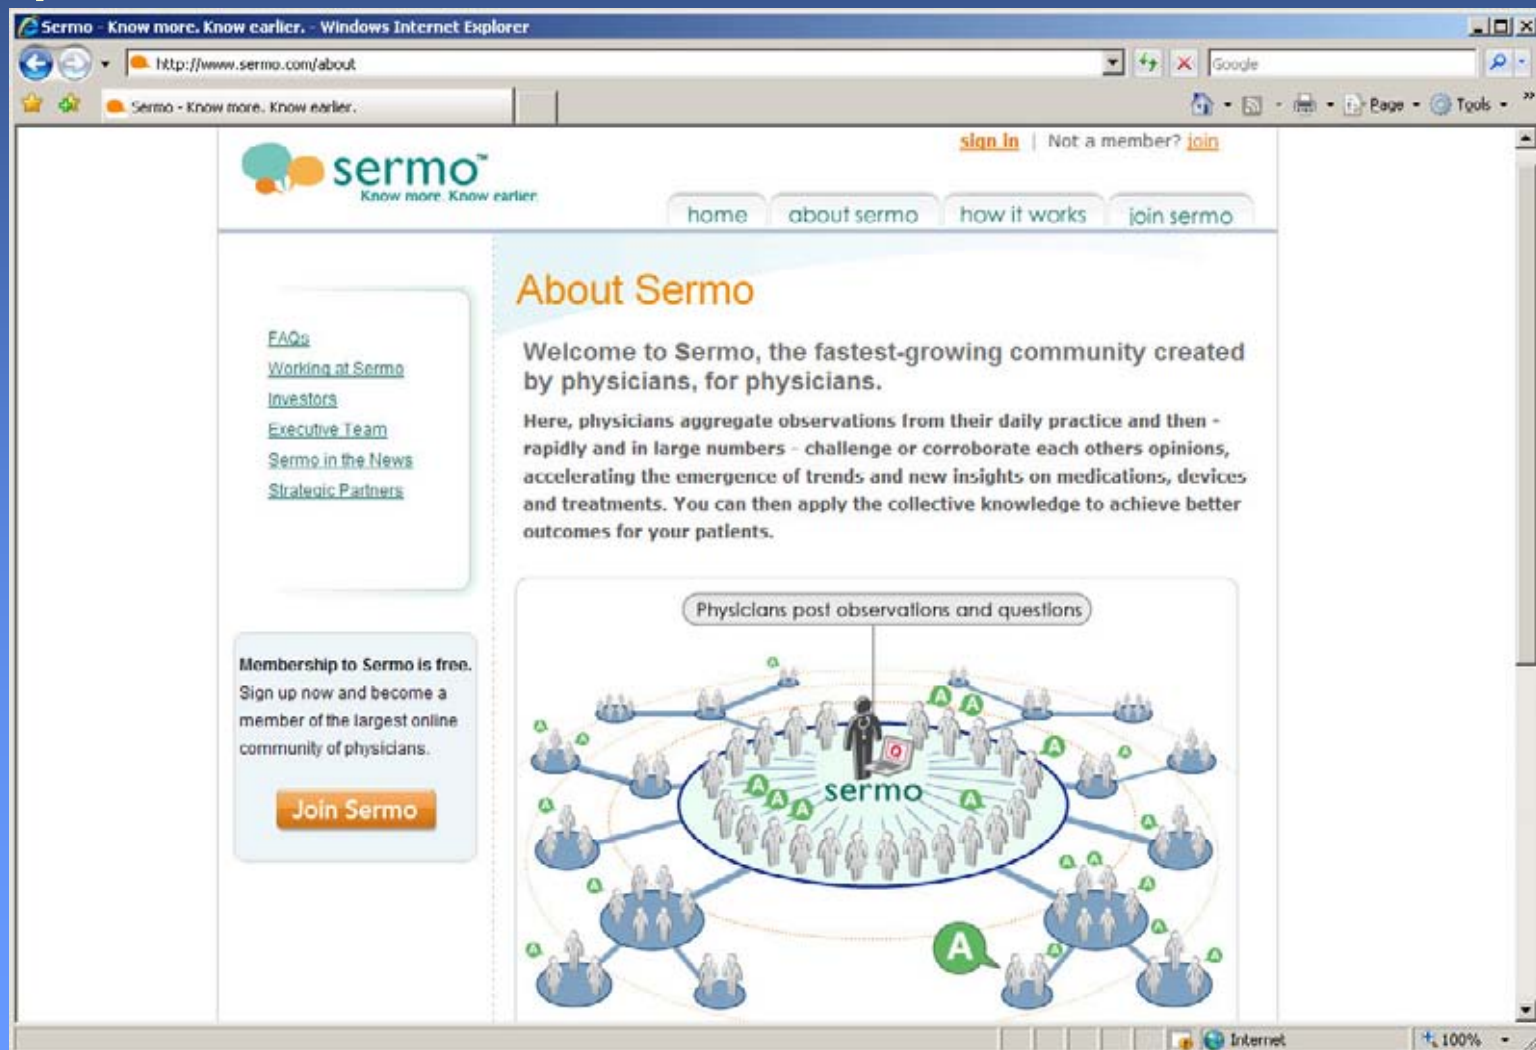 Sermo - Know more. Know earlier. - Windows Internet Explorer
http://www.sermo.com/about
Google
Sermo - Know more. Know earlier.
Page
Tools
sign in | Not a member? join
sermo™
Know more. Know earlier.
home
about sermo
how it works
join sermo
FAQs
Working at Sermo
Investors
Executive Team
Sermo in the News
Strategic Partners
Membership to Sermo is free.
Sign up now and become a
member of the largest online
community of physicians.
Join Sermo
About Sermo
Welcome to Sermo, the fastest-growing community created
by physicians, for physicians.
Here, physicians aggregate observations from their daily practice and then -
rapidly and in large numbers - challenge or corroborate each others opinions,
accelerating the emergence of trends and new insights on medications, devices
and treatments. You can then apply the collective knowledge to achieve better
outcomes for your patients.
Physicians post observations and questions
A
A A
A A
A A A
A
Q
A A
sermo
A A
A A
A A
A A
A A
A A
A A
A
Internet
100%